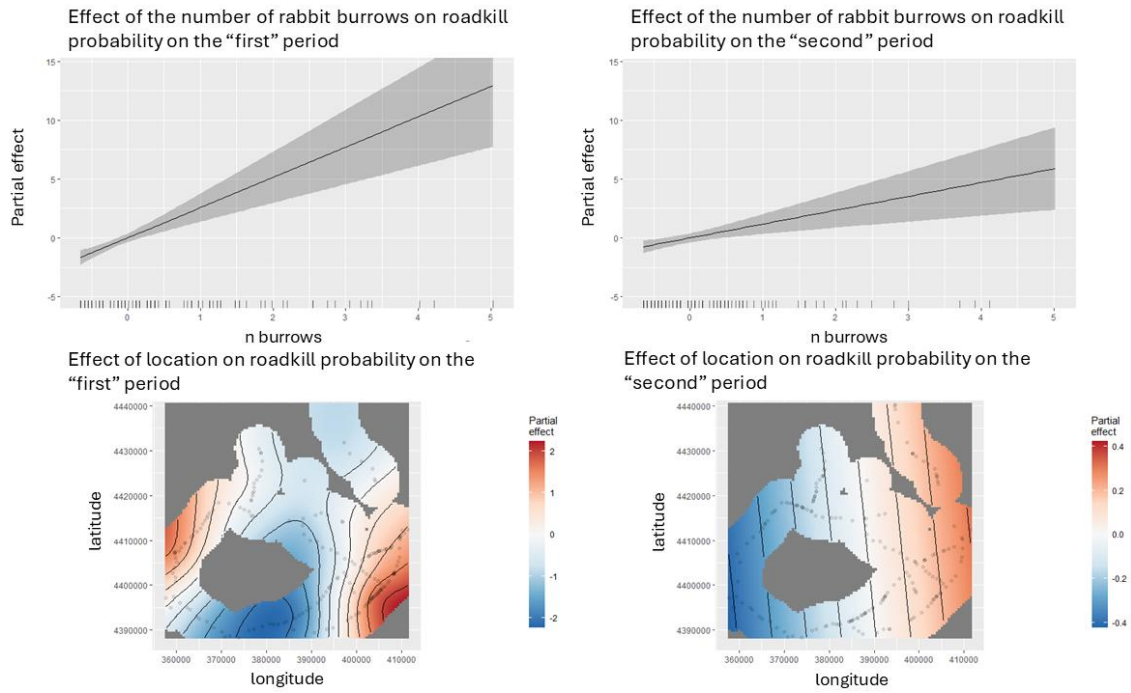 Effect of the number of rabbit burrows on roadkill
probability on the “first” period
15
10
5
0
-5
Partial effect
0 1 2 3 4 5
n burrows
Effect of the number of rabbit burrows on roadkill
probability on the “second” period
15
10
5
0
-5
Partial effect
0 1 2 3 4 5
n burrows
Effect of location on roadkill probability on the
“first” period
4440000
4430000
4420000
4410000
4400000
4390000
latitude
360000 370000 380000 390000 400000 410000
longitude
Partial
effect
2
1
0
-1
-2
Effect of location on roadkill probability on the
“second” period
4440000
4430000
4420000
4410000
4400000
4390000
latitude
360000 370000 380000 390000 400000 410000
longitude
Partial
effect
0.4
0.2
0.0
-0.2
-0.4